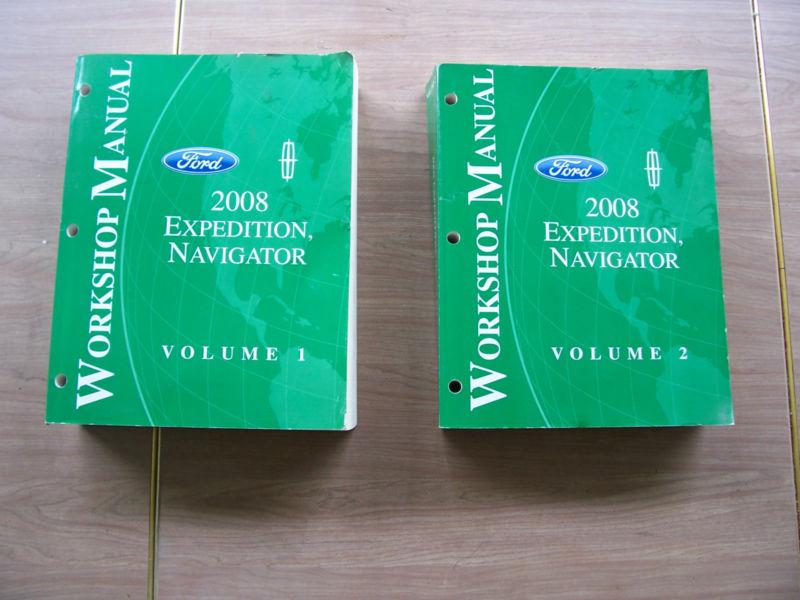 WORKSHOP MANUAL
Ford
2008
EXPEDITION,
NAVIGATOR
VOLUME 1
WORKSHOP MANUAL
Ford
2008
EXPEDITION,
NAVIGATOR
VOLUME 2